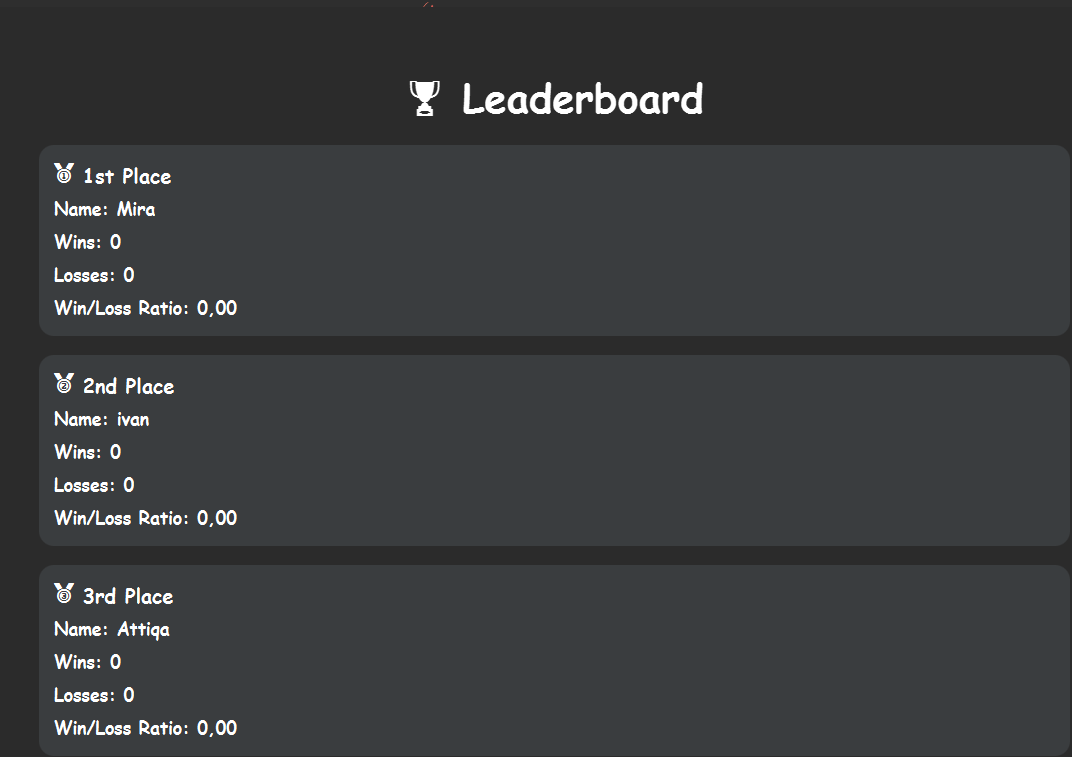 🏆 Leaderboard
🥇 1st Place
Name: Mira
Wins: 0
Losses: 0
Win/Loss Ratio: 0,00
🥈 2nd Place
Name: ivan
Wins: 0
Losses: 0
Win/Loss Ratio: 0,00
🥉 3rd Place
Name: Attiqa
Wins: 0
Losses: 0
Win/Loss Ratio: 0,00